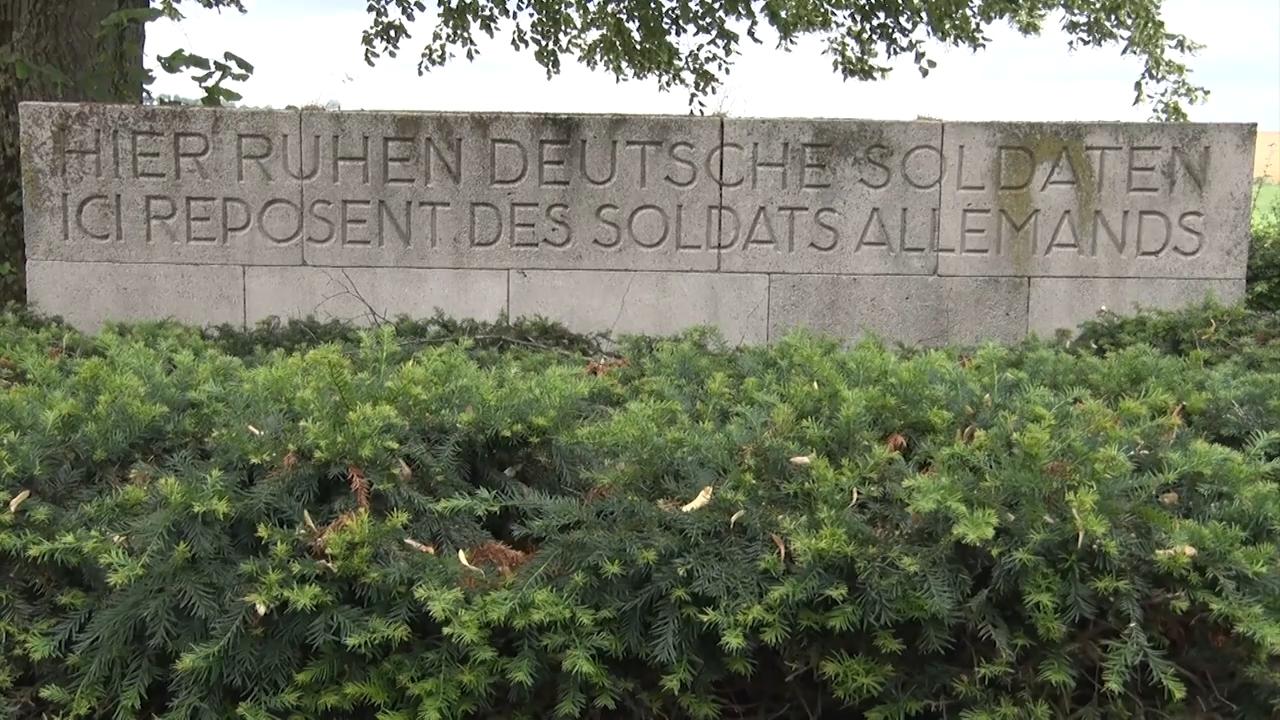 HIER RUHEN DEUTSCHE SOLDATEN
ICI REPOSENT DES SOLDATS ALLEMANDS